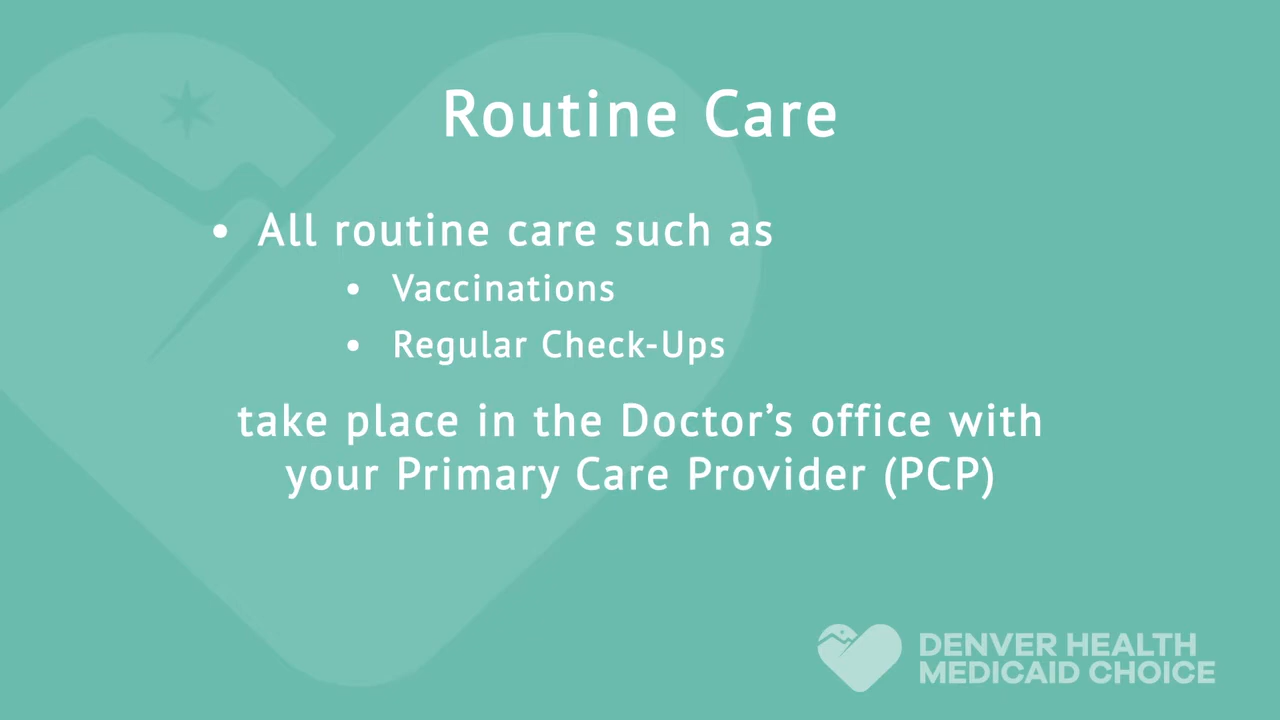 Routine Care
• All routine care such as
• Vaccinations
• Regular Check-Ups
take place in the Doctor’s office with
your Primary Care Provider (PCP)
DENVER HEALTH
MEDICAID CHOICE